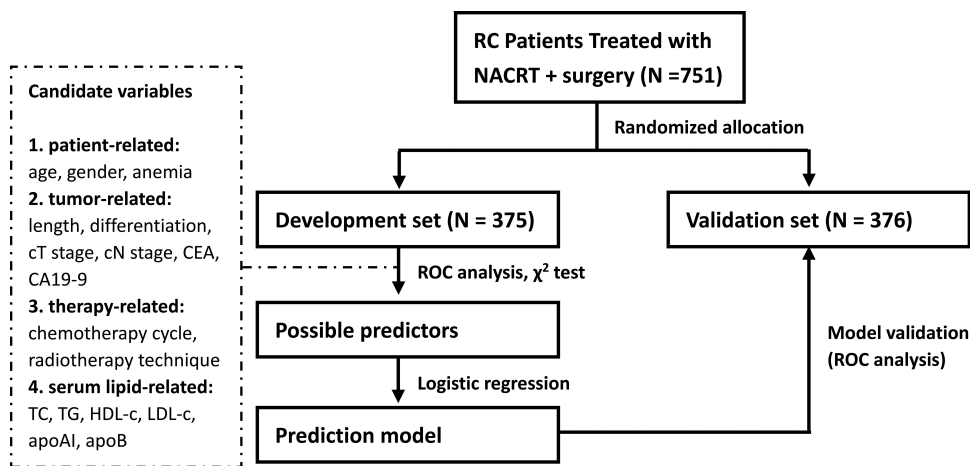 RC Patients Treated with
NACRT + surgery (N =751)
Randomized allocation
Candidate variables
1. patient-related:
age, gender, anemia
2. tumor-related:
length, differentiation,
cT stage, cN stage, CEA,
CA19-9
3. therapy-related:
chemotherapy cycle,
radiotherapy technique
4. serum lipid-related:
TC, TG, HDL-c, LDL-c,
apoAI, apoB
Development set (N = 375)
Validation set (N = 376)
ROC analysis, χ² test
Possible predictors
Logistic regression
Prediction model
Model validation
(ROC analysis)